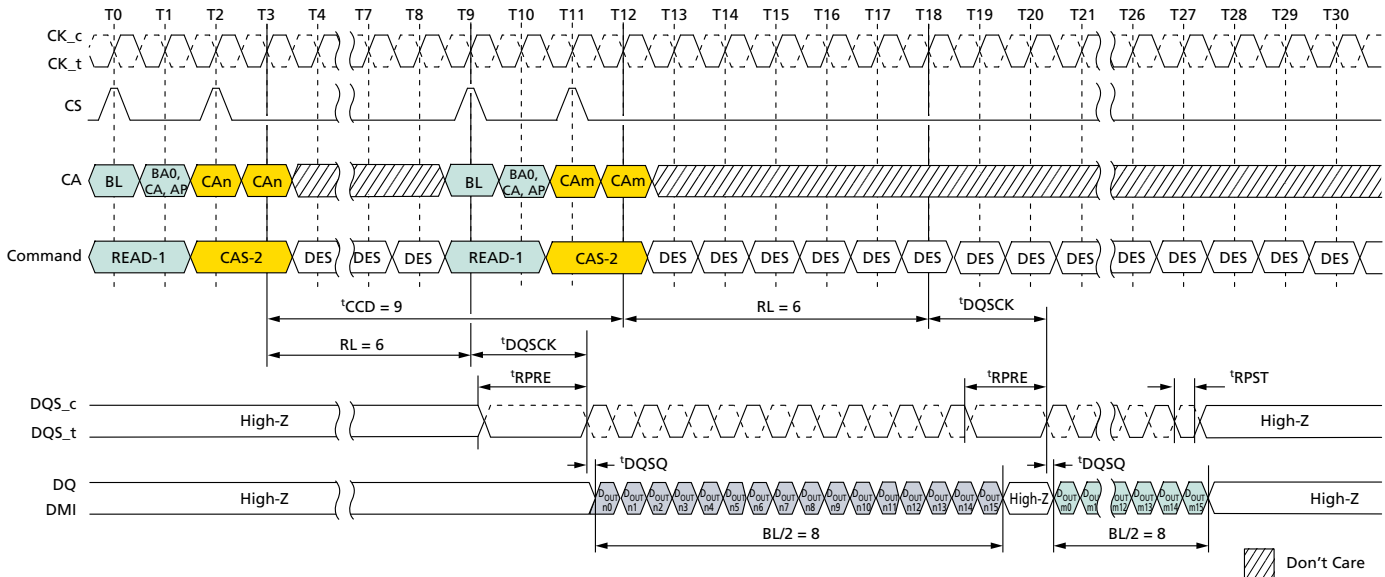 T0 T1 T2 T3 T4 T7 T8 T9 T10 T11 T12 T13 T14 T15 T16 T17 T18 T19 T20 T21 T26 T27 T28 T29 T30
CK_c
CK_t
CS
CA BL BA0, CA, AP CAn CAn BL BA0, CA, AP CAm CAm
Command READ-1 CAS-2 DES DES DES READ-1 CAS-2 DES DES DES DES DES DES DES DES DES DES DES DES DES DES
tCCD = 9 RL = 6 tDQSCK
RL = 6 tDQSCK
tRPRE tRPRE tRPST
DQS_c
DQS_t
High-Z High-Z
tDQSQ tDQSQ
DQ
DMI
High-Z DOUT n0 DOUT n1 DOUT n2 DOUT n3 DOUT n4 DOUT n5 DOUT n6 DOUT n7 DOUT n8 DOUT n9 DOUT n10 DOUT n11 DOUT n12 DOUT n13 DOUT n14 DOUT n15 High-Z DOUT m0 DOUT m1 DOUT m12 DOUT m13 DOUT m14 DOUT m15 High-Z
BL/2 = 8 BL/2 = 8
Don't Care